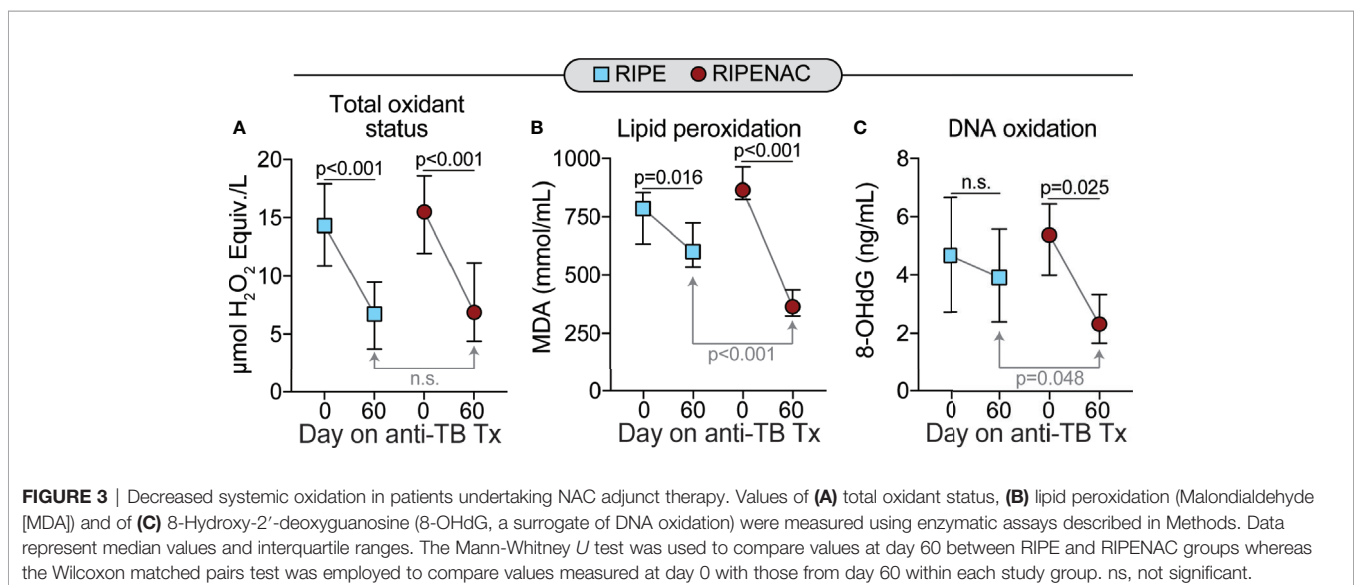 RIPE RIPENAC
A
Total oxidant
status
µmol H2O2 Equiv./L
20
15
10
5
0
p<0.001
p<0.001
n.s.
0 60 0 60
Day on anti-TB Tx
B
Lipid peroxidation
MDA (mmol/mL)
1000
750
500
250
0
p=0.016
p<0.001
p<0.001
0 60 0 60
Day on anti-TB Tx
C
DNA oxidation
8-OHdG (ng/mL)
8
6
4
2
0
n.s.
p=0.025
p=0.048
0 60 0 60
Day on anti-TB Tx
FIGURE 3 | Decreased systemic oxidation in patients undertaking NAC adjunct therapy. Values of (A) total oxidant status, (B) lipid peroxidation (Malondialdehyde
[MDA]) and of (C) 8-Hydroxy-2′-deoxyguanosine (8-OHdG, a surrogate of DNA oxidation) were measured using enzymatic assays described in Methods. Data
represent median values and interquartile ranges. The Mann-Whitney U test was used to compare values at day 60 between RIPE and RIPENAC groups whereas
the Wilcoxon matched pairs test was employed to compare values measured at day 0 with those from day 60 within each study group. ns, not significant.